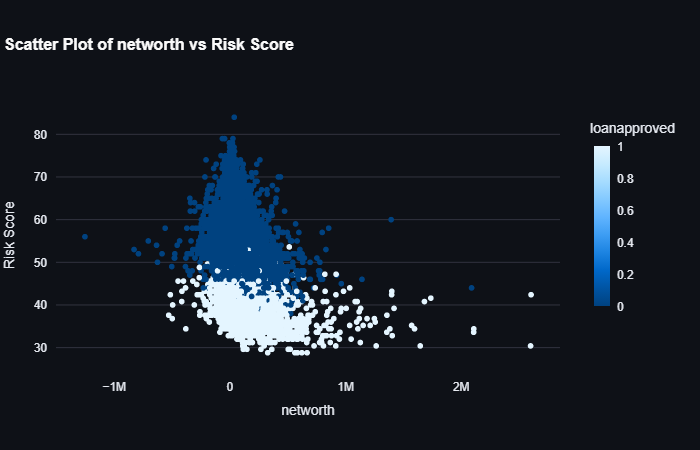 Scatter Plot of networth vs Risk Score
loanapproved
80
70
60
50
40
30
Risk Score
−1M
0
1M
2M
networth
1
0.8
0.6
0.4
0.2
0